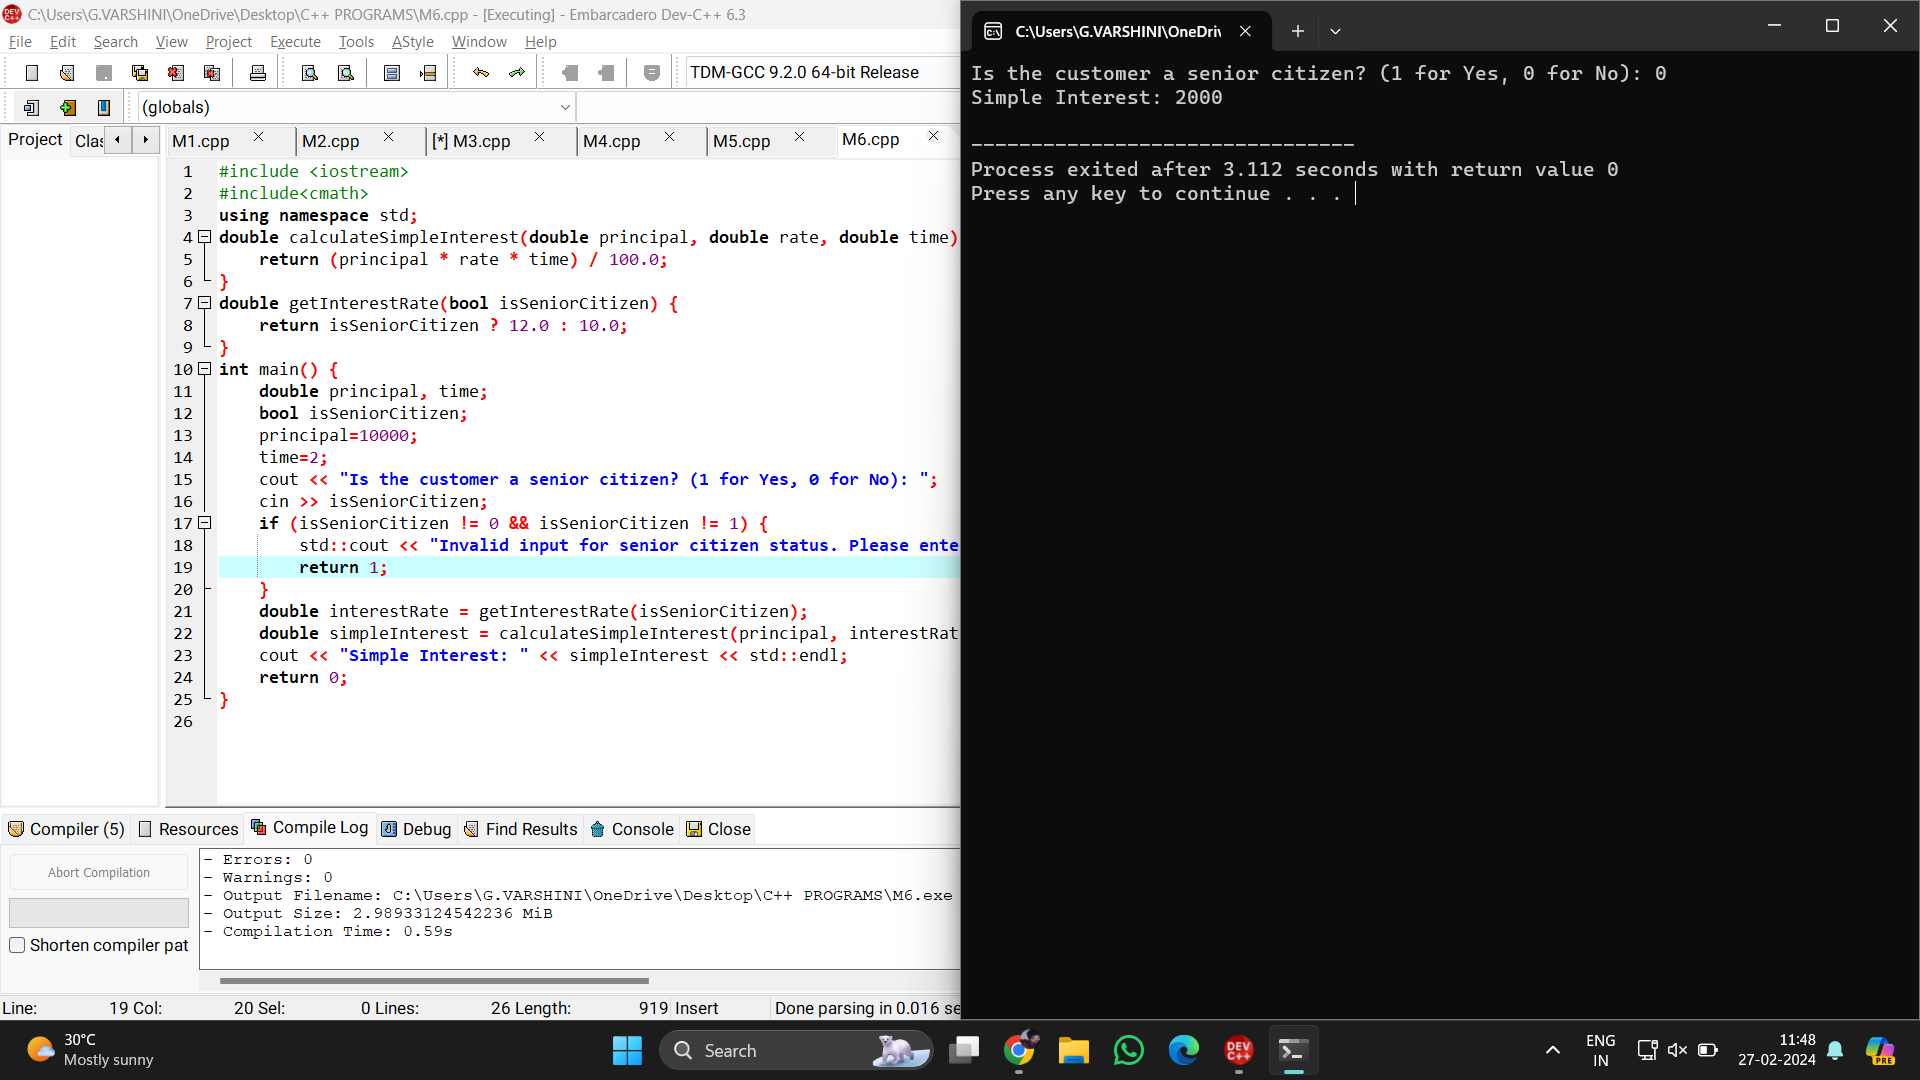 C:\Users\G.VARSHINI\OneDrive\Desktop\C++ PROGRAMS\M6.cpp - [Executing] - Embarcadero Dev-C++ 6.3
File Edit Search View Project Execute Tools AStyle Window Help
TDM-GCC 9.2.0 64-bit Release
(globals)
Project Clas M1.cpp M2.cpp [*] M3.cpp M4.cpp M5.cpp M6.cpp
1 #include <iostream>
2 #include<cmath>
3 using namespace std;
4 double calculateSimpleInterest(double principal, double rate, double time)
5 return (principal * rate * time) / 100.0;
6 }
7 double getInterestRate(bool isSeniorCitizen) {
8 return isSeniorCitizen ? 12.0 : 10.0;
9 }
10 int main() {
11 double principal, time;
12 bool isSeniorCitizen;
13 principal=10000;
14 time=2;
15 cout << "Is the customer a senior citizen? (1 for Yes, 0 for No): ";
16 cin >> isSeniorCitizen;
17 if (isSeniorCitizen != 0 && isSeniorCitizen != 1) {
18 std::cout << "Invalid input for senior citizen status. Please ente
19 return 1;
20 }
21 double interestRate = getInterestRate(isSeniorCitizen);
22 double simpleInterest = calculateSimpleInterest(principal, interestRat
23 cout << "Simple Interest: " << simpleInterest << std::endl;
24 return 0;
25 }
26
Compiler (5) Resources Compile Log Debug Find Results Console Close
Abort Compilation
Shorten compiler pat
- Errors: 0
- Warnings: 0
- Output Filename: C:\Users\G.VARSHINI\OneDrive\Desktop\C++ PROGRAMS\M6.exe
- Output Size: 2.98933124542236 MiB
- Compilation Time: 0.59s
Line: 19 Col: 20 Sel: 0 Lines: 26 Length: 919 Insert Done parsing in 0.016 se
C:\Users\G.VARSHINI\OneDriv
Is the customer a senior citizen? (1 for Yes, 0 for No): 0
Simple Interest: 2000
--------------------------------
Process exited after 3.112 seconds with return value 0
Press any key to continue . . .
30°C
Mostly sunny
Search
DEV C++
ENG
IN
11:48
27-02-2024
PRE